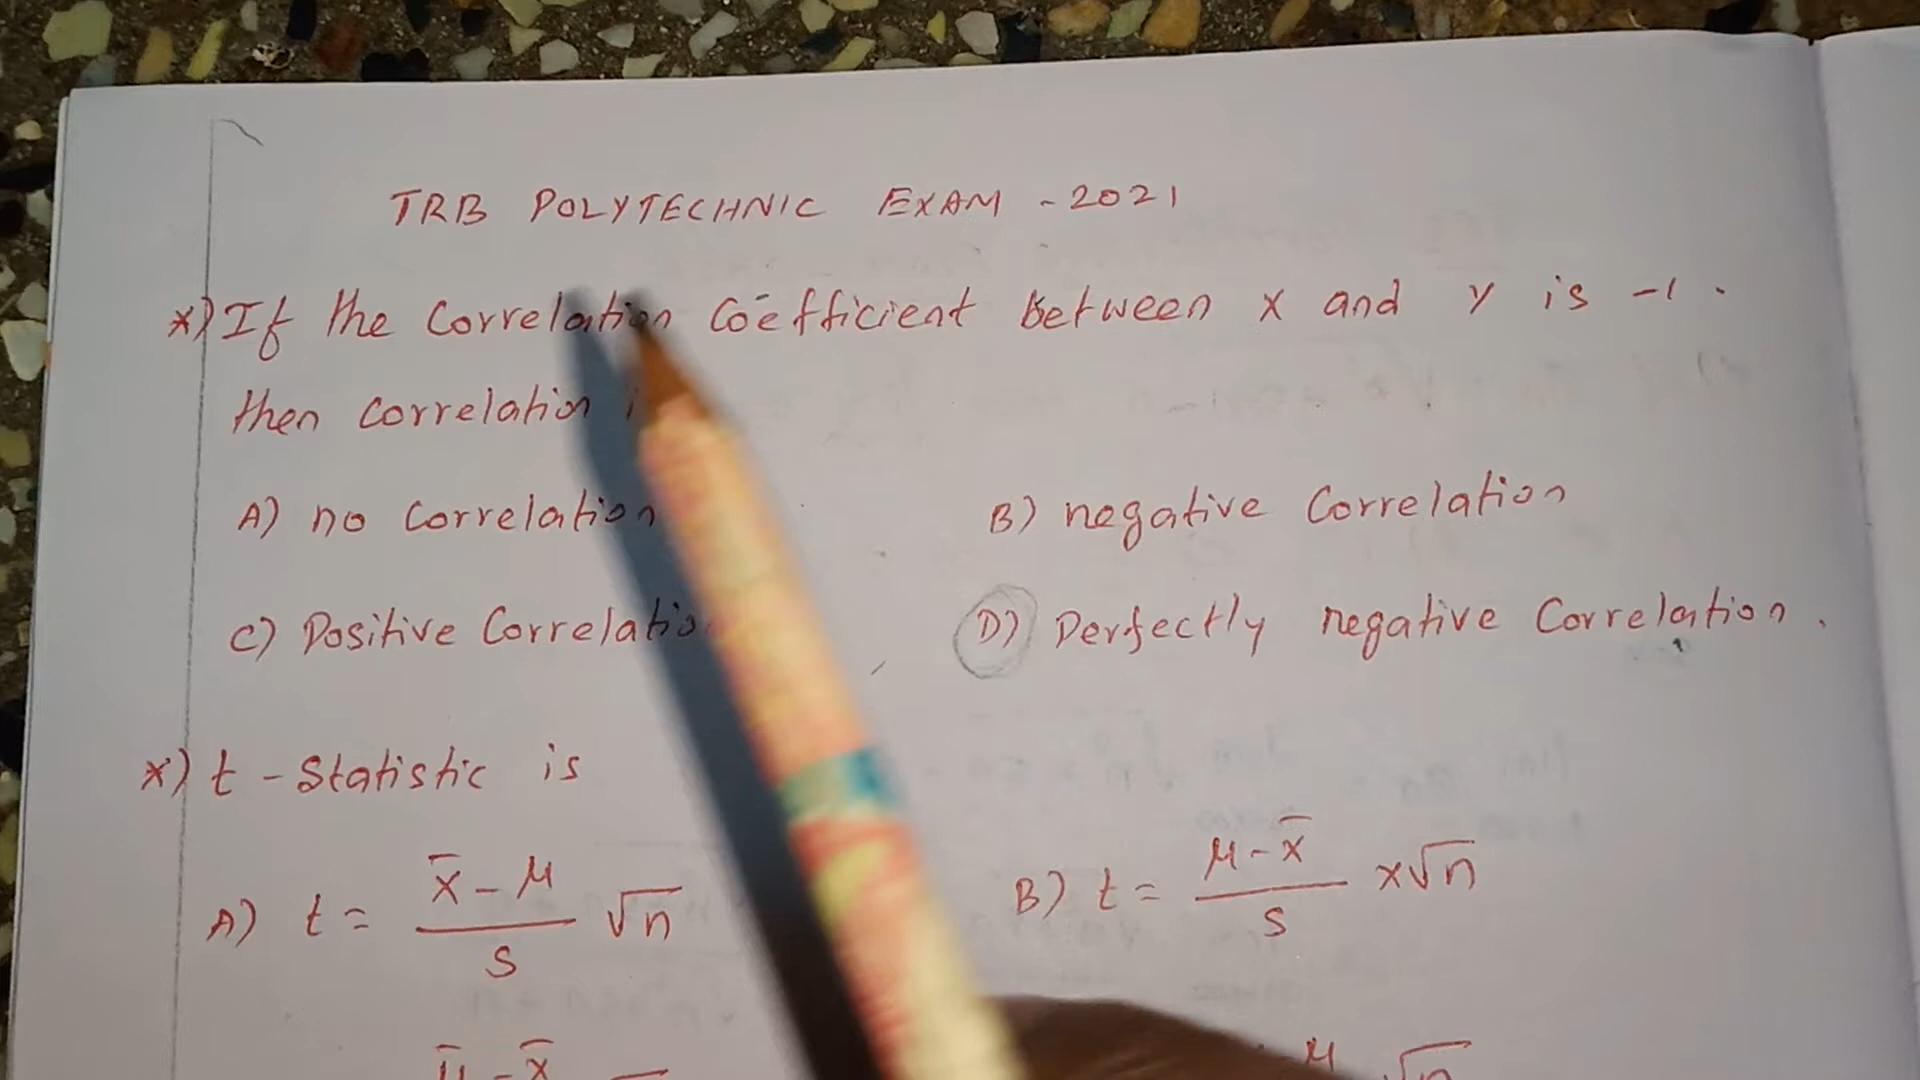 TRB POLYTECHNIC EXAM - 2021
*) If the Correlation Coefficient between x and y is -1.
then correlation
A) no Correlation
B) negative Correlation
C) Positive Correlation
D) Perfectly negative Correlation.
*) t - Statistic is
A) t = x̄ - μ / s √n
B) t = μ - x̄ / s x√n